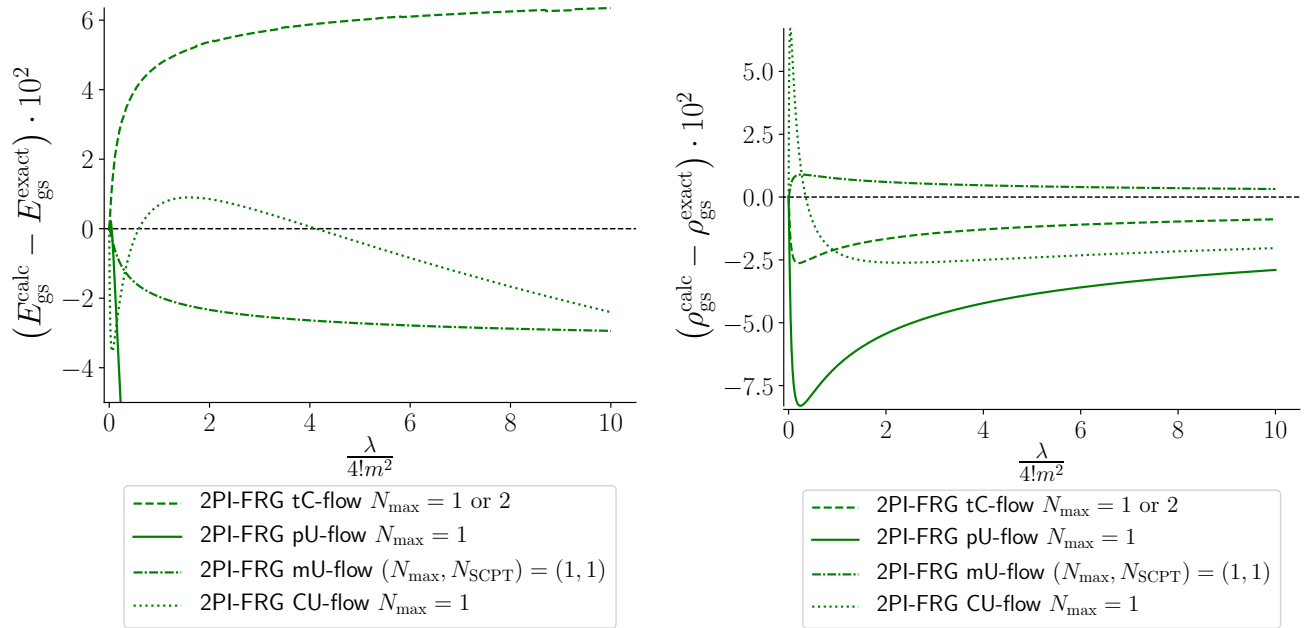 (E_gs^calc − E_gs^exact) · 10^2
6
4
2
0
−2
−4
0
2
4
6
8
10
λ/4!m^2
2PI-FRG tC-flow N_max = 1 or 2
2PI-FRG pU-flow N_max = 1
2PI-FRG mU-flow (N_max, N_SCPT) = (1, 1)
2PI-FRG CU-flow N_max = 1
(ρ_gs^calc − ρ_gs^exact) · 10^2
5.0
2.5
0.0
−2.5
−5.0
−7.5
0
2
4
6
8
10
λ/4!m^2
2PI-FRG tC-flow N_max = 1 or 2
2PI-FRG pU-flow N_max = 1
2PI-FRG mU-flow (N_max, N_SCPT) = (1, 1)
2PI-FRG CU-flow N_max = 1